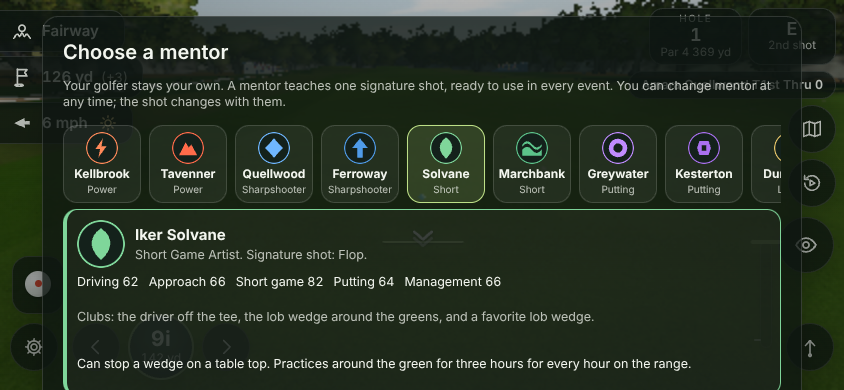 Fairway
HOLE
1
Par 4 369 yd
E
2nd shot
126 yd (+3)
Thru 0
6 mph
Choose a mentor
Your golfer stays your own. A mentor teaches one signature shot, ready to use in every event. You can change mentor at
any time; the shot changes with them.
Kellbrook
Power
Tavenner
Power
Quellwood
Sharpshooter
Ferroway
Sharpshooter
Solvane
Short
Marchbank
Short
Greywater
Putting
Kesterton
Putting
Iker Solvane
Short Game Artist. Signature shot: Flop.
Driving 62 Approach 66 Short game 82 Putting 64 Management 66
Clubs: the driver off the tee, the lob wedge around the greens, and a favorite lob wedge.
9i
Can stop a wedge on a table top. Practices around the green for three hours for every hour on the range.